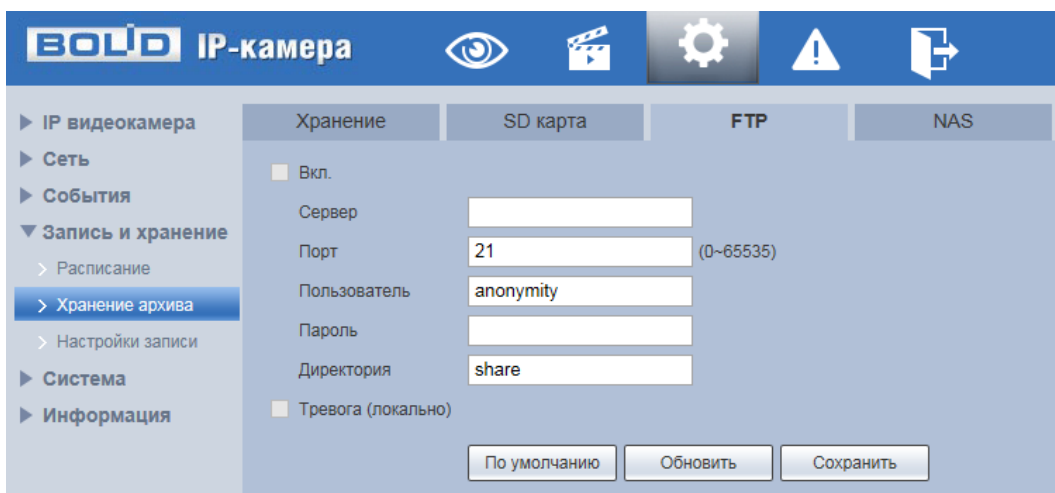 BOLID IP-камера
IP видеокамера
Сеть
События
Запись и хранение
Расписание
Хранение архива
Настройки записи
Система
Информация
Хранение SD карта FTP NAS
Вкл.
Сервер
Порт 21 (0~65535)
Пользователь anonymity
Пароль
Директория share
Тревога (локально)
По умолчанию Обновить Сохранить